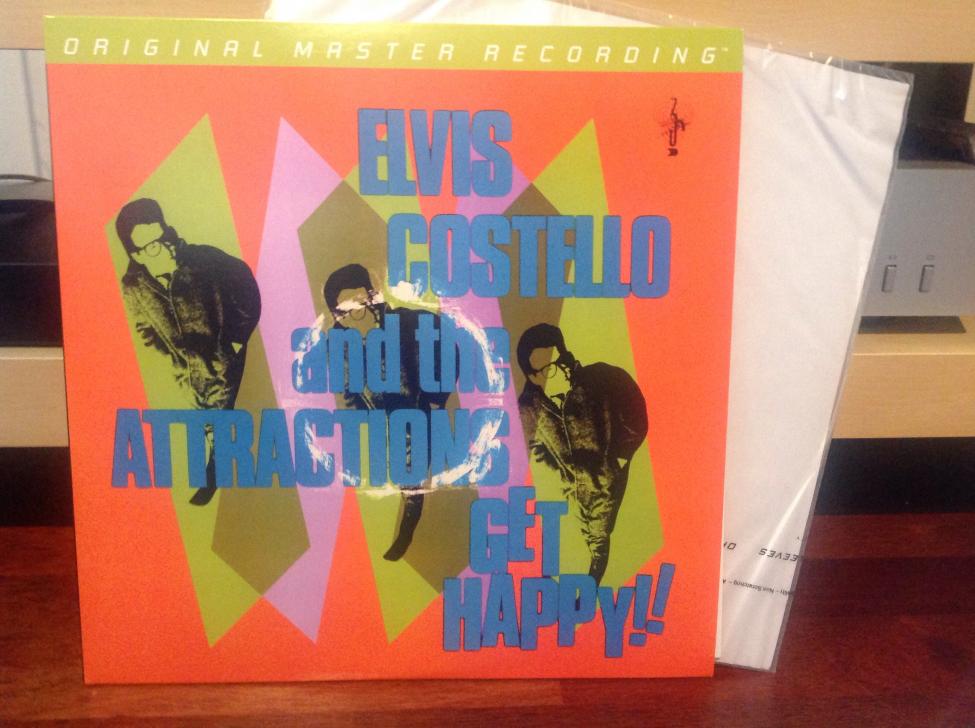 ORIGINAL MASTER RECORDING™
ELVIS
COSTELLO
and the
ATTRACTIONS
GET
HAPPY!!